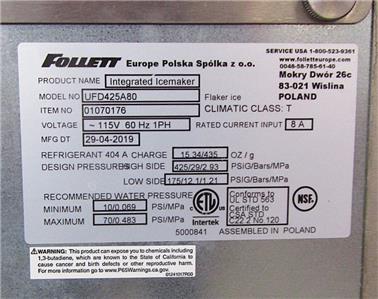 FOLLETT Europe Polska Spólka z o.o.
SERVICE USA 1-800-523-9361
www.folletteurope.com
0048-58-785-61-40
Mokry Dwór 26c
83-021 Wislina
POLAND
PRODUCT NAME Integrated Icemaker
MODEL NO UFD425A80 Flaker ice
ITEM NO 01070176 CLIMATIC CLASS: T
VOLTAGE ~ 115V 60 Hz 1PH RATED CURRENT INPUT 8 A
MFG DT 29-04-2019
REFRIGERANT 404 A CHARGE 15.34/435 OZ / g
DESIGN PRESSURES HIGH SIDE 425/29/2.93 PSIG/Bars/MPa
LOW SIDE 175/12.1/1.21 PSIG/Bars/MPa
RECOMMENDED WATER PRESSURE
MINIMUM 10/0.069 PSI/MPa
MAXIMUM 70/0.483 PSI/MPa
ETL Intertek
Conforms to
UL STD 563
Certified to
CSA STD
C22.2 No 120
NSF.
5000841 ASSEMBLED IN POLAND
WARNING: This product can expose you to chemicals including
1,3-butadiene, which are known to the State of California to
cause cancer and birth defects or other reproductive harm.
For more information go to www.P65Warnings.ca.gov.
01241017R00